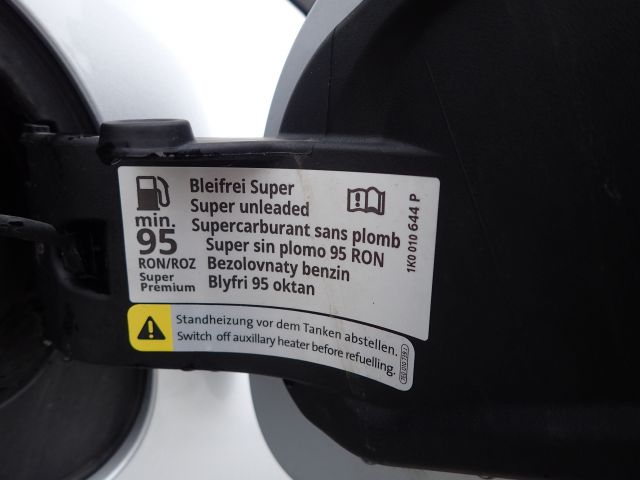 min.
95
RON/ROZ
Super
Premium
Bleifrei Super
Super unleaded
Supercarburant sans plomb
Super sin plomo 95 RON
Bezolovnaty benzin
Blyfri 95 oktan
1K0 010 644 P
Standheizung vor dem Tanken abstellen.
Switch off auxillary heater before refuelling.